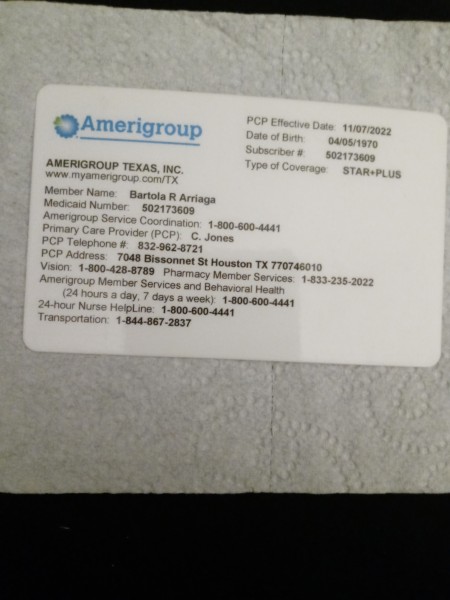 Amerigroup
AMERIGROUP TEXAS, INC.
www.myamerigroup.com/TX
PCP Effective Date: 11/07/2022
Date of Birth: 04/05/1970
Subscriber #: 502173609
Type of Coverage: STAR+PLUS
Member Name: Bartola R Arriaga
Medicaid Number: 502173609
Amerigroup Service Coordination: 1-800-600-4441
Primary Care Provider (PCP): C. Jones
PCP Telephone #: 832-962-8721
PCP Address: 7048 Bissonnet St Houston TX 770746010
Vision: 1-800-428-8789 Pharmacy Member Services: 1-833-235-2022
Amerigroup Member Services and Behavioral Health
(24 hours a day, 7 days a week): 1-800-600-4441
24-hour Nurse HelpLine: 1-800-600-4441
Transportation: 1-844-867-2837